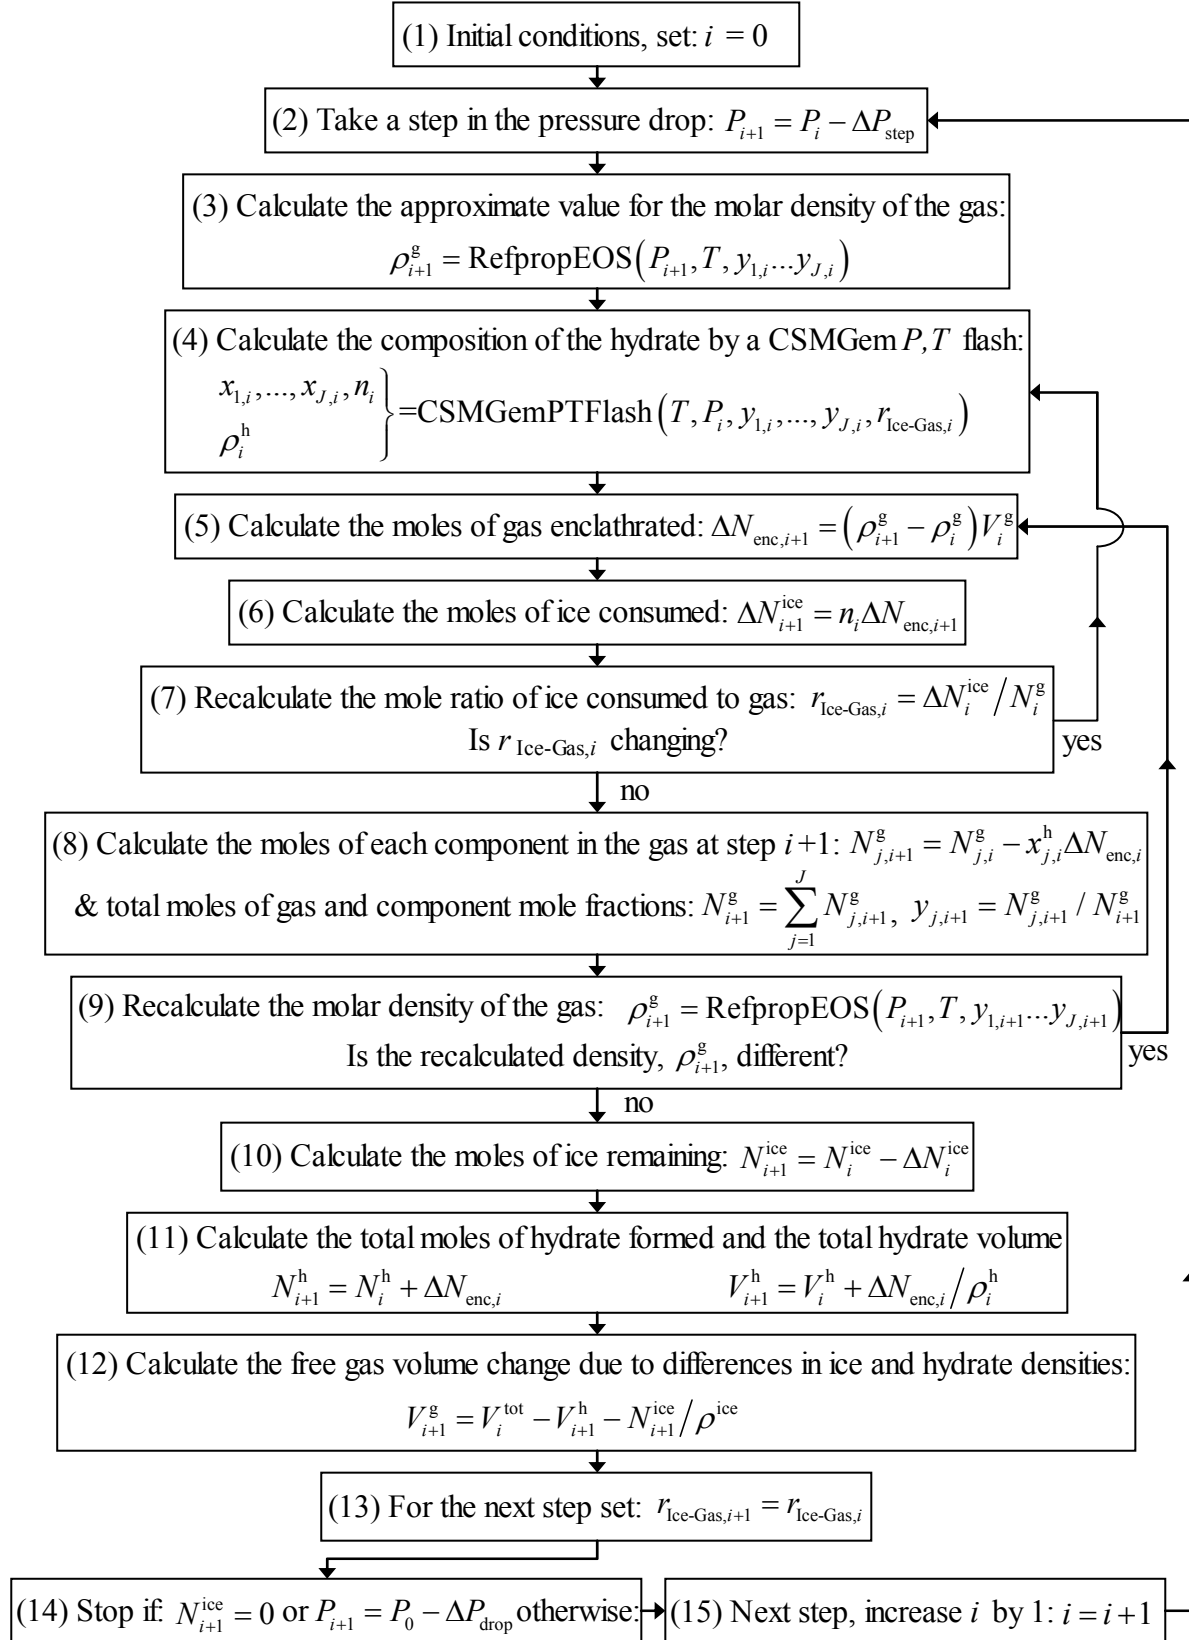 (1) Initial conditions, set: i = 0
(2) Take a step in the pressure drop: P_{i+1} = P_i − ΔP_{step}
(3) Calculate the approximate value for the molar density of the gas:
ρ^g_{i+1} = RefpropEOS(P_{i+1}, T, y_{1,i}...y_{J,i})
(4) Calculate the composition of the hydrate by a CSMGem P,T flash:
x_{1,i},...,x_{J,i}, n_i
ρ^h_i } =CSMGemPTFlash(T, P_i, y_{1,i},..., y_{J,i}, r_{Ice-Gas,i})
(5) Calculate the moles of gas enclathrated: ΔN_{enc,i+1} = (ρ^g_{i+1} − ρ^g_i)V^g_i
(6) Calculate the moles of ice consumed: ΔN^{ice}_{i+1} = n_iΔN_{enc,i+1}
(7) Recalculate the mole ratio of ice consumed to gas: r_{Ice-Gas,i} = ΔN^{ice}_i / N^g_i
Is r_{Ice-Gas,i} changing?
yes
no
(8) Calculate the moles of each component in the gas at step i+1: N^g_{j,i+1} = N^g_{j,i} − x^h_{j,i}ΔN_{enc,i}
& total moles of gas and component mole fractions: N^g_{i+1} = \sum_{j=1}^{J} N^g_{j,i+1}, y_{j,i+1} = N^g_{j,i+1} / N^g_{i+1}
(9) Recalculate the molar density of the gas: ρ^g_{i+1} = RefpropEOS(P_{i+1}, T, y_{1,i+1}...y_{J,i+1})
Is the recalculated density, ρ^g_{i+1}, different?
yes
no
(10) Calculate the moles of ice remaining: N^{ice}_{i+1} = N^{ice}_i − ΔN^{ice}_i
(11) Calculate the total moles of hydrate formed and the total hydrate volume
N^h_{i+1} = N^h_i + ΔN_{enc,i} V^h_{i+1} = V^h_i + ΔN_{enc,i} / ρ^h_i
(12) Calculate the free gas volume change due to differences in ice and hydrate densities:
V^g_{i+1} = V^{tot}_i − V^h_{i+1} − N^{ice}_{i+1} / ρ^{ice}
(13) For the next step set: r_{Ice-Gas,i+1} = r_{Ice-Gas,i}
(14) Stop if: N^{ice}_{i+1} = 0 or P_{i+1} = P_0 − ΔP_{drop} otherwise:
(15) Next step, increase i by 1: i = i + 1